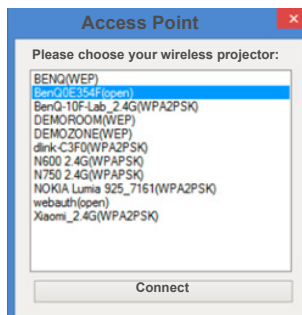 Access Point
Please choose your wireless projector:
BENQ(WEP)
BenQ0E354F(open)
BenQ-10F-Lab_2.4G(WPA2PSK)
DEMOROOM(WEP)
DEMOZONE(WEP)
dlink-C3F0(WPA2PSK)
N600 2.4G(WPAPSK)
N750 2.4G(WPAPSK)
NOKIA Lumia 925_7161(WPA2PSK)
webauth(open)
Xiaomi_2.4G(WPA2PSK)
Connect